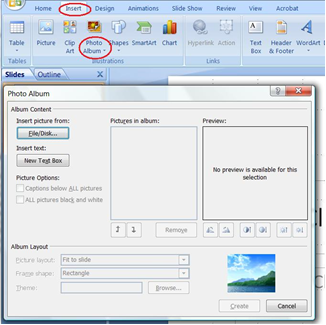 Home Insert Design Animations Slide Show Review View Acrobat
Table Picture Clip Art Photo Album Shapes SmartArt Chart Hyperlink Action Text Box Header & Footer WordArt
Tables Illustrations Links
Slides Outline
Photo Album
Album Content
Insert picture from: Pictures in album: Preview:
File/Disk...
Insert text:
New Text Box
No preview is available for this
selection
Picture Options:
Captions below ALL pictures
ALL pictures black and white
Remove
Album Layout
Picture layout: Fit to slide
Frame shape: Rectangle
Theme: Browse...
Create Cancel